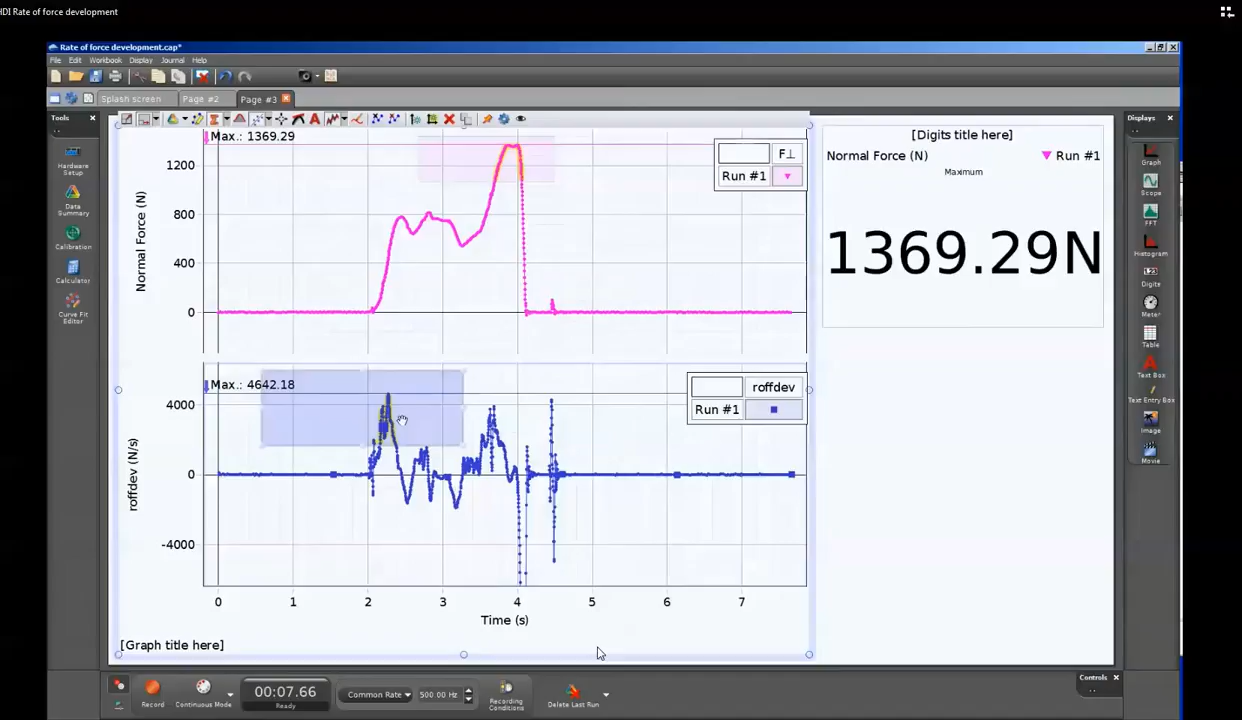 HDI Rate of force development
Rate of force development.cap*
File Edit Workbook Display Journal Help
Splash screen Page #2 Page #3
Tools
Hardware Setup
Data Summary
Calibration
Calculator
Curve Fit Editor
Max.: 1369.29
F⊥
Run #1
Normal Force (N)
1200
800
400
0
[Digits title here]
Normal Force (N) Run #1
Maximum
1369.29N
Displays
Graph
Scope
FFT
Histogram
1.23
Digits
Meter
Table
Text Box
Text Entry Box
Image
Movie
Max.: 4642.18
roffdev
Run #1
roffdev (N/s)
4000
0
-4000
0 1 2 3 4 5 6 7
Time (s)
[Graph title here]
Record
Continuous Mode
00:07.66
Ready
Common Rate 500.00 Hz
Recording Conditions
Delete Last Run
Controls